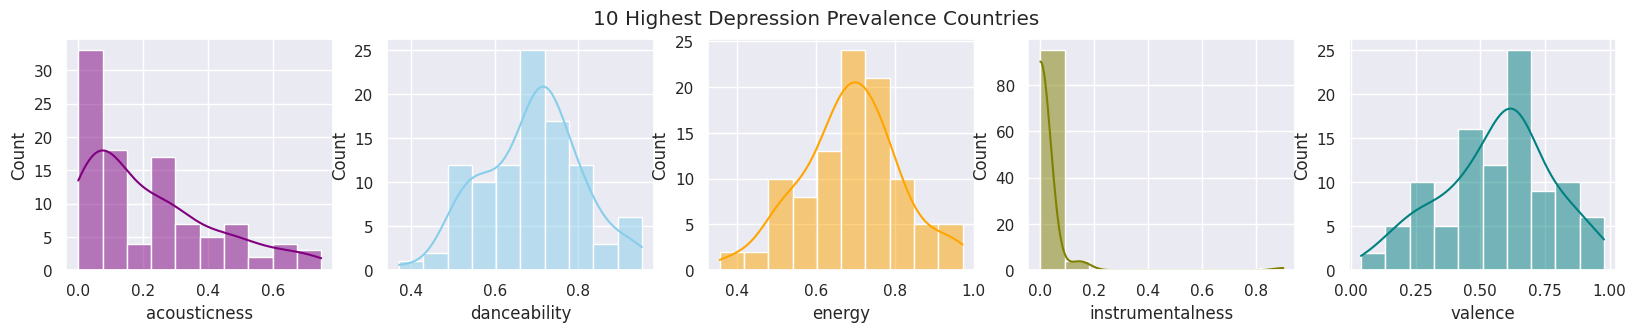 10 Highest Depression Prevalence Countries
Count
30
25
20
15
10
5
0
0.0 0.2 0.4 0.6
acousticness
Count
25
20
15
10
5
0
0.4 0.6 0.8
danceability
Count
25
20
15
10
5
0
0.4 0.6 0.8 1.0
energy
Count
80
60
40
20
0
0.0 0.2 0.4 0.6 0.8
instrumentalness
Count
25
20
15
10
5
0
0.00 0.25 0.50 0.75 1.00
valence